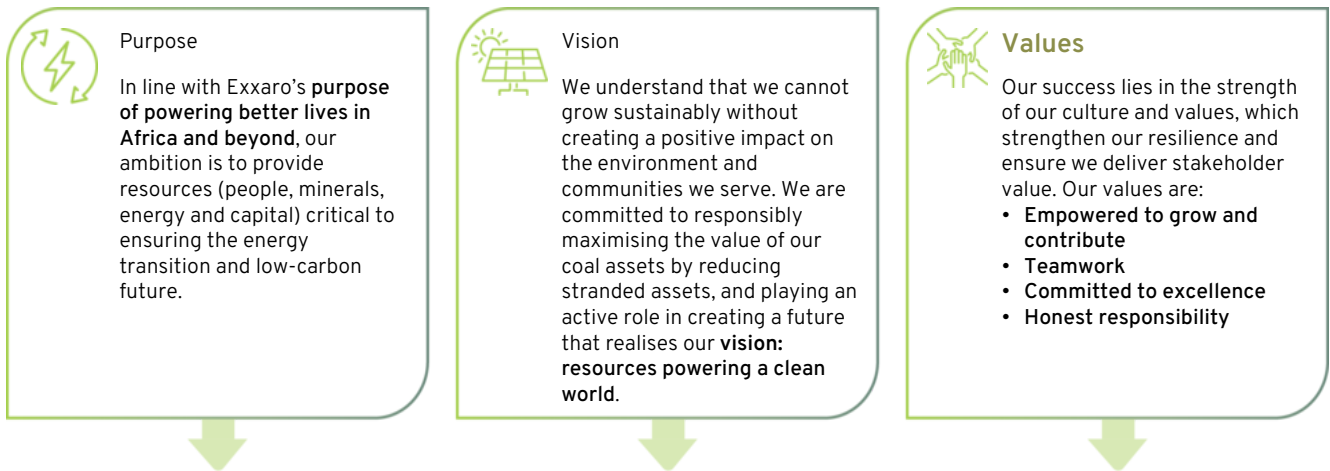 Purpose
In line with Exxaro's purpose
of powering better lives in
Africa and beyond, our
ambition is to provide
resources (people, minerals,
energy and capital) critical to
ensuring the energy
transition and low-carbon
future.
Vision
We understand that we cannot
grow sustainably without
creating a positive impact on
the environment and
communities we serve. We are
committed to responsibly
maximising the value of our
coal assets by reducing
stranded assets, and playing an
active role in creating a future
that realises our vision:
resources powering a clean
world.
Values
Our success lies in the strength
of our culture and values, which
strengthen our resilience and
ensure we deliver stakeholder
value. Our values are:
• Empowered to grow and
contribute
• Teamwork
• Committed to excellence
• Honest responsibility